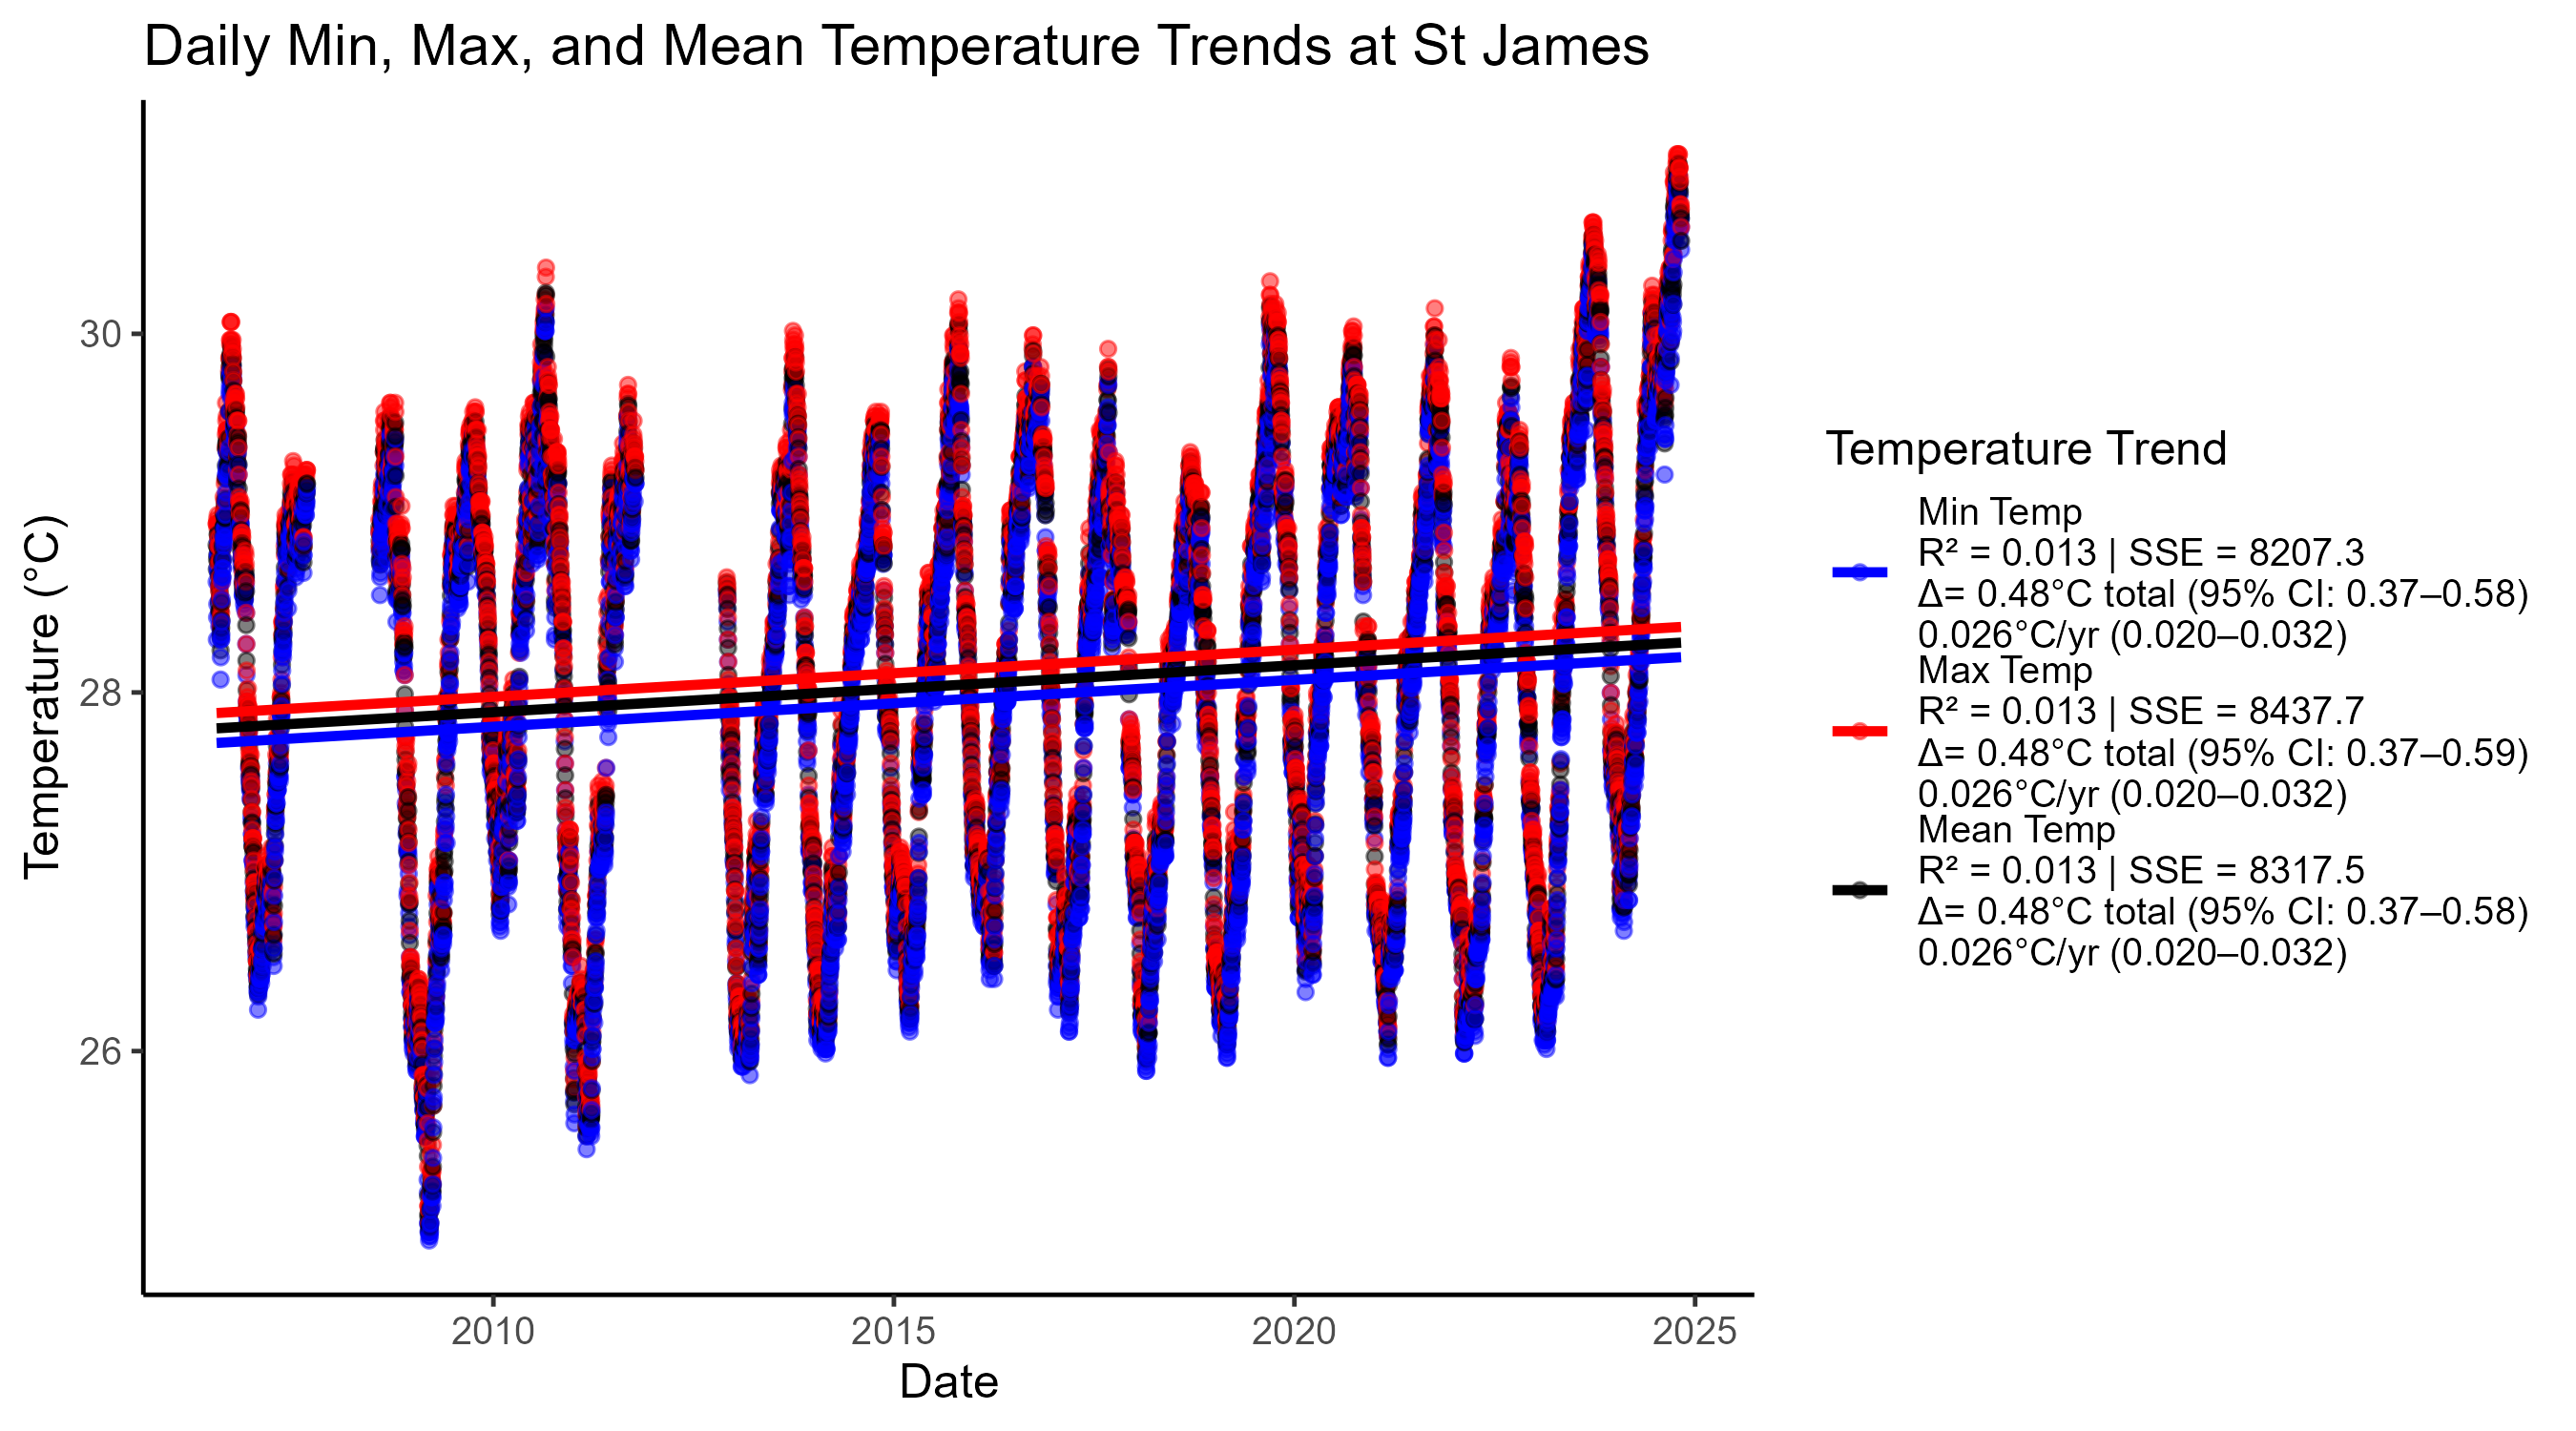 Daily Min, Max, and Mean Temperature Trends at St James
Temperature (°C)
30
28
26
2010
2015
2020
2025
Date
Temperature Trend
Min Temp
R² = 0.013 | SSE = 8207.3
Δ= 0.48°C total (95% CI: 0.37–0.58)
0.026°C/yr (0.020–0.032)
Max Temp
R² = 0.013 | SSE = 8437.7
Δ= 0.48°C total (95% CI: 0.37–0.59)
0.026°C/yr (0.020–0.032)
Mean Temp
R² = 0.013 | SSE = 8317.5
Δ= 0.48°C total (95% CI: 0.37–0.58)
0.026°C/yr (0.020–0.032)